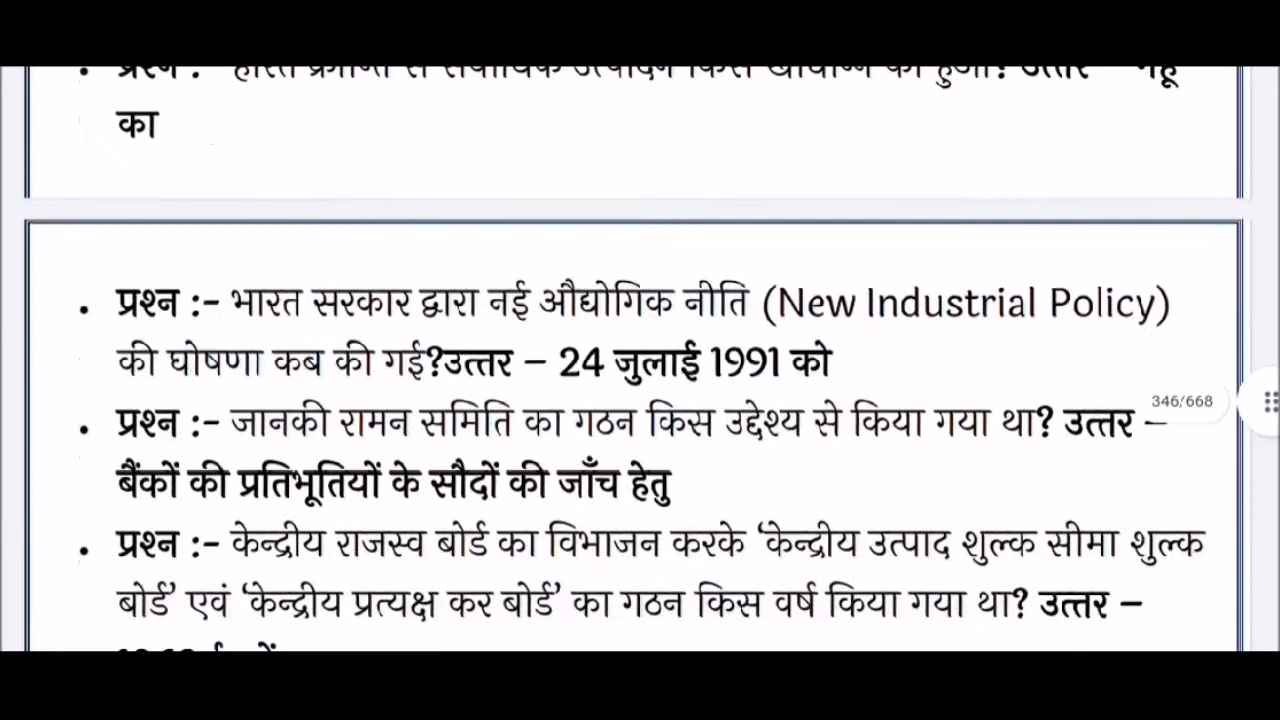 का
• प्रश्न :- भारत सरकार द्वारा नई औद्योगिक नीति (New Industrial Policy)
की घोषणा कब की गई?उत्तर – 24 जुलाई 1991 को
346/668
• प्रश्न :- जानकी रामन समिति का गठन किस उद्देश्य से किया गया था? उत्तर –
बैंकों की प्रतिभूतियों के सौदों की जाँच हेतु
• प्रश्न :- केन्द्रीय राजस्व बोर्ड का विभाजन करके ‘केन्द्रीय उत्पाद शुल्क सीमा शुल्क
बोर्ड’ एवं ‘केन्द्रीय प्रत्यक्ष कर बोर्ड’ का गठन किस वर्ष किया गया था? उत्तर –